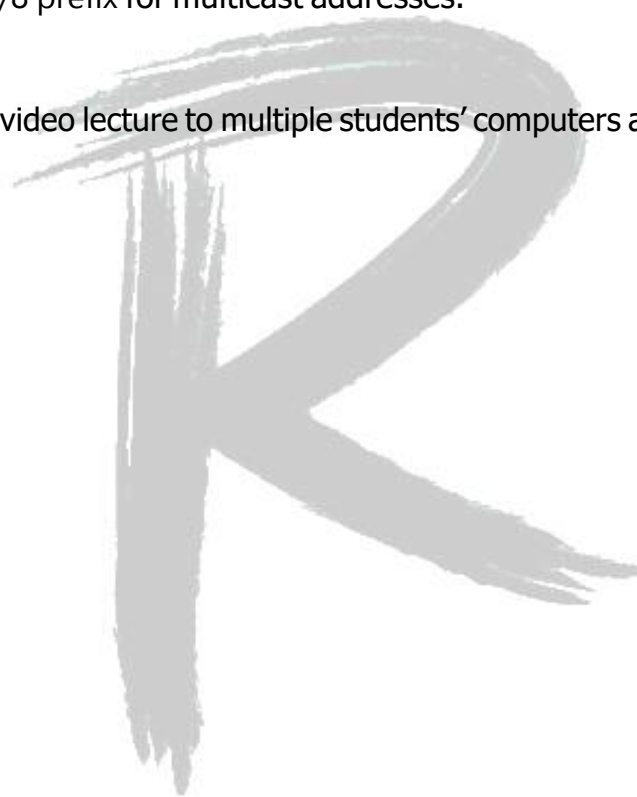 /8 prefix for multicast addresses.
video lecture to multiple students’ computers a
R